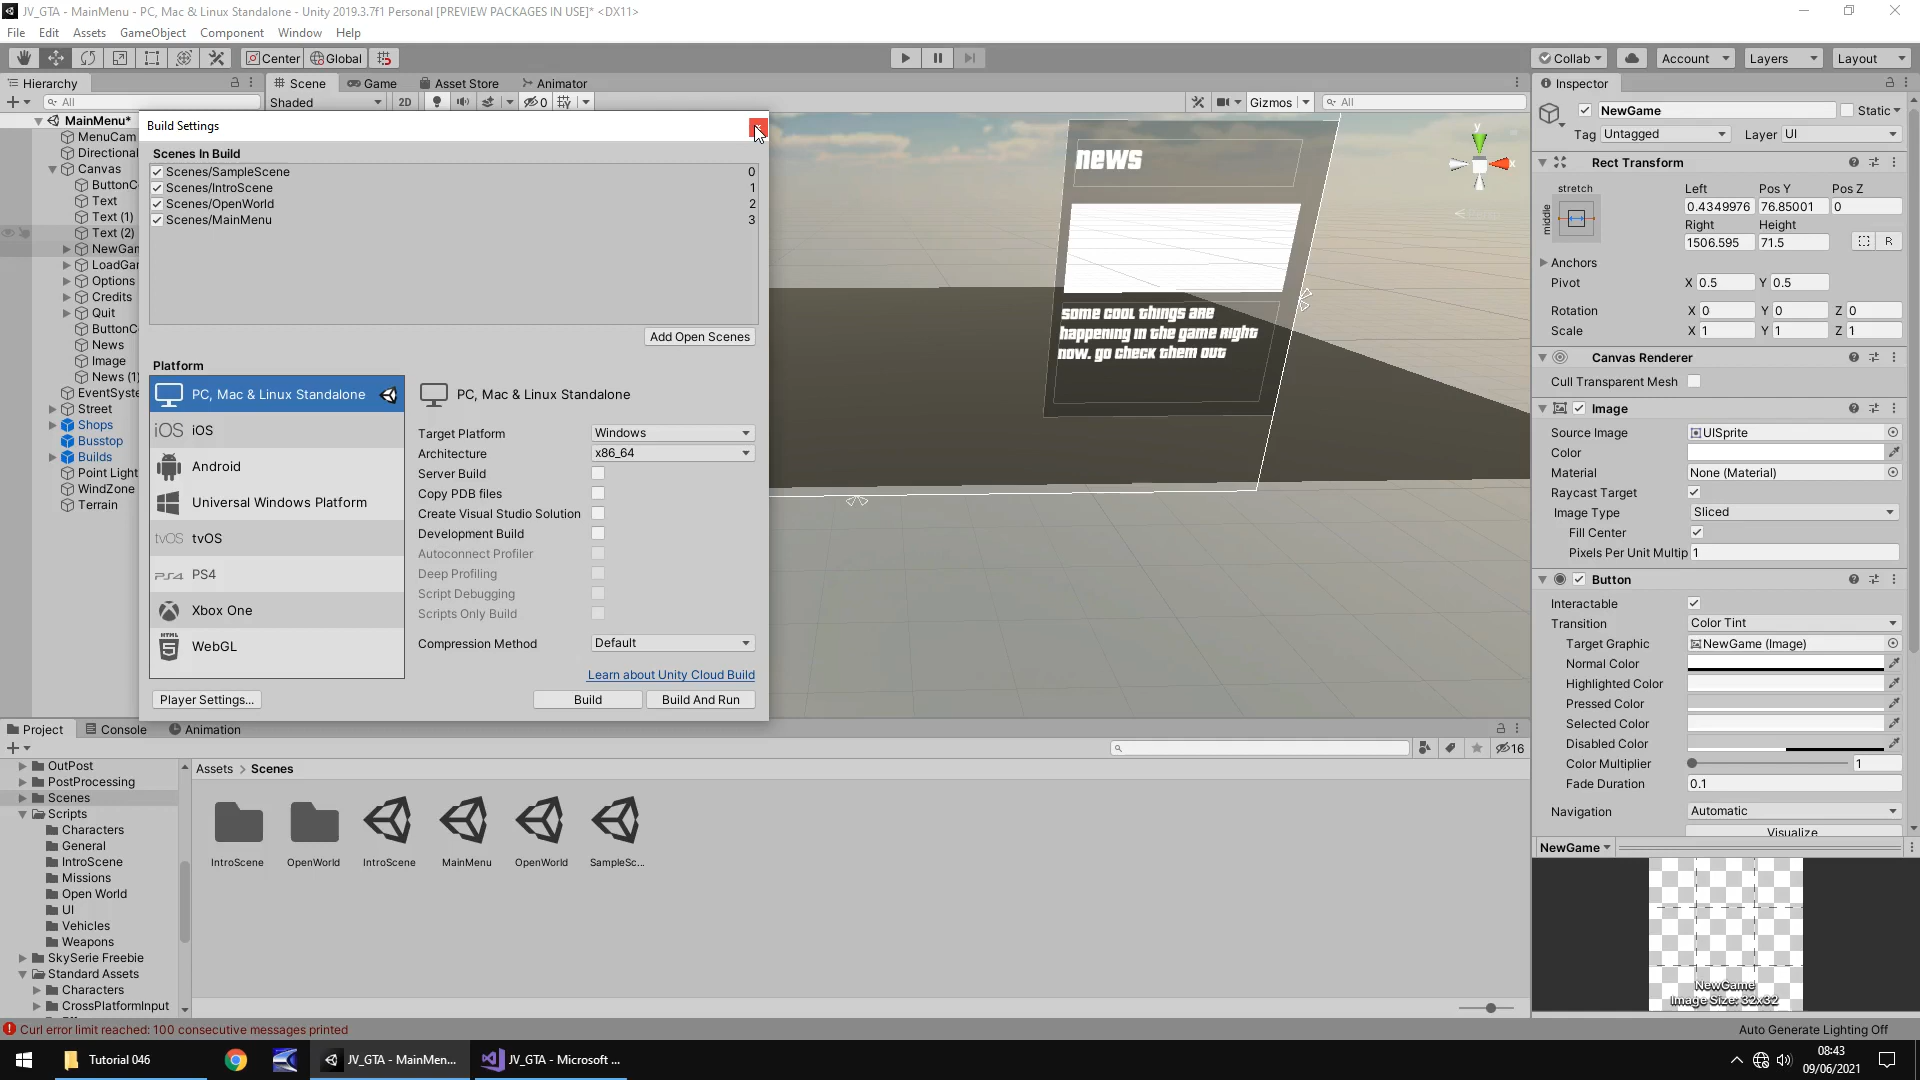 JV_GTA - MainMenu - PC, Mac & Linux Standalone - Unity 2019.3.7f1 Personal [PREVIEW PACKAGES IN USE]* <DX11>
File Edit Assets GameObject Component Window Help
Center Global Collab Account Layers Layout
Hierarchy Scene Game Asset Store Animator Inspector
All Shaded 2D 0 Gizmos All
NewGame Static
Tag Untagged Layer UI
MainMenu*
MenuCam
Directional
Canvas
ButtonC
Text
Text (1)
Text (2)
NewGam
LoadGar
Options
Credits
Quit
ButtonC
News
Image
News (1)
EventSyste
Street
Shops
Busstop
Builds
Point Light
WindZone
Terrain
Build Settings
Scenes In Build
Scenes/SampleScene 0
Scenes/IntroScene 1
Scenes/OpenWorld 2
Scenes/MainMenu 3
Add Open Scenes
Platform
PC, Mac & Linux Standalone
iOS iOS
Android
Universal Windows Platform
tvOS tvOS
PS4 PS4
Xbox One
HTML WebGL
PC, Mac & Linux Standalone
Target Platform Windows
Architecture x86_64
Server Build
Copy PDB files
Create Visual Studio Solution
Development Build
Autoconnect Profiler
Deep Profiling
Script Debugging
Scripts Only Build
Compression Method Default
Learn about Unity Cloud Build
Player Settings... Build Build And Run
news
some cool things are
happening in the game right
now. go check them out
y
x
Rect Transform
stretch Left Pos Y Pos Z
middle 0.4349976 76.85001 0
Right Height
1506.595 71.5 R
Anchors
Pivot X 0.5 Y 0.5
Rotation X 0 Y 0 Z 0
Scale X 1 Y 1 Z 1
Canvas Renderer
Cull Transparent Mesh
Image
Source Image UISprite
Color
Material None (Material)
Raycast Target
Image Type Sliced
Fill Center
Pixels Per Unit Multip 1
Button
Interactable
Transition Color Tint
Target Graphic NewGame (Image)
Normal Color
Highlighted Color
Pressed Color
Selected Color
Disabled Color
Color Multiplier 1
Fade Duration 0.1
Navigation Automatic
Visualize
NewGame
NewGame
Image Size: 32x32
Project Console Animation
16
OutPost
PostProcessing
Scenes
Scripts
Characters
General
IntroScene
Missions
Open World
UI
Vehicles
Weapons
SkySerie Freebie
Standard Assets
Characters
CrossPlatformInput
Assets > Scenes
IntroScene OpenWorld IntroScene MainMenu OpenWorld SampleSc...
Curl error limit reached: 100 consecutive messages printed
Auto Generate Lighting Off
Tutorial 046 JV_GTA - MainMen... JV_GTA - Microsoft ...
08:43
09/06/2021